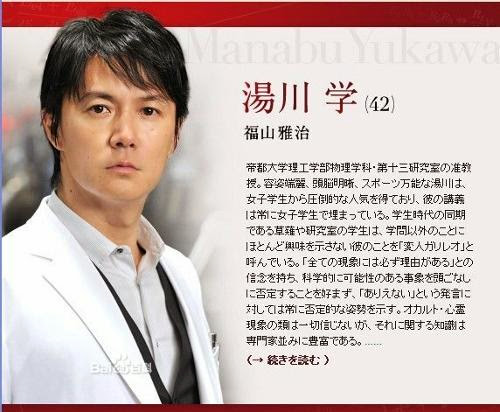 Manabu Yukawa
湯川 学(42)
福山雅治
帝都大学理工学部物理学科・第十三研究室の准教
授。容姿端麗、頭脳明晰、スポーツ万能な湯川は、
女子学生から圧倒的な人気を得ており、彼の講義
は常に女子学生で埋まっている。学生時代の同期
である草薙や研究室の学生は、学問以外のことに
ほとんど興味を示さない彼のことを「変人ガリレオ」と
呼んでいる。「全ての現象には必ず理由がある」との
信念を持ち、科学的に可能性のある事象を頭ごなし
に否定することを好まず、「ありえない」という発言に
対しては常に否定的な姿勢を示す。オカルト・心霊
現象の類は一切信じないが、それに関する知識は
専門家並みに豊富である。……
(→ 続きを読む )
Bai百科